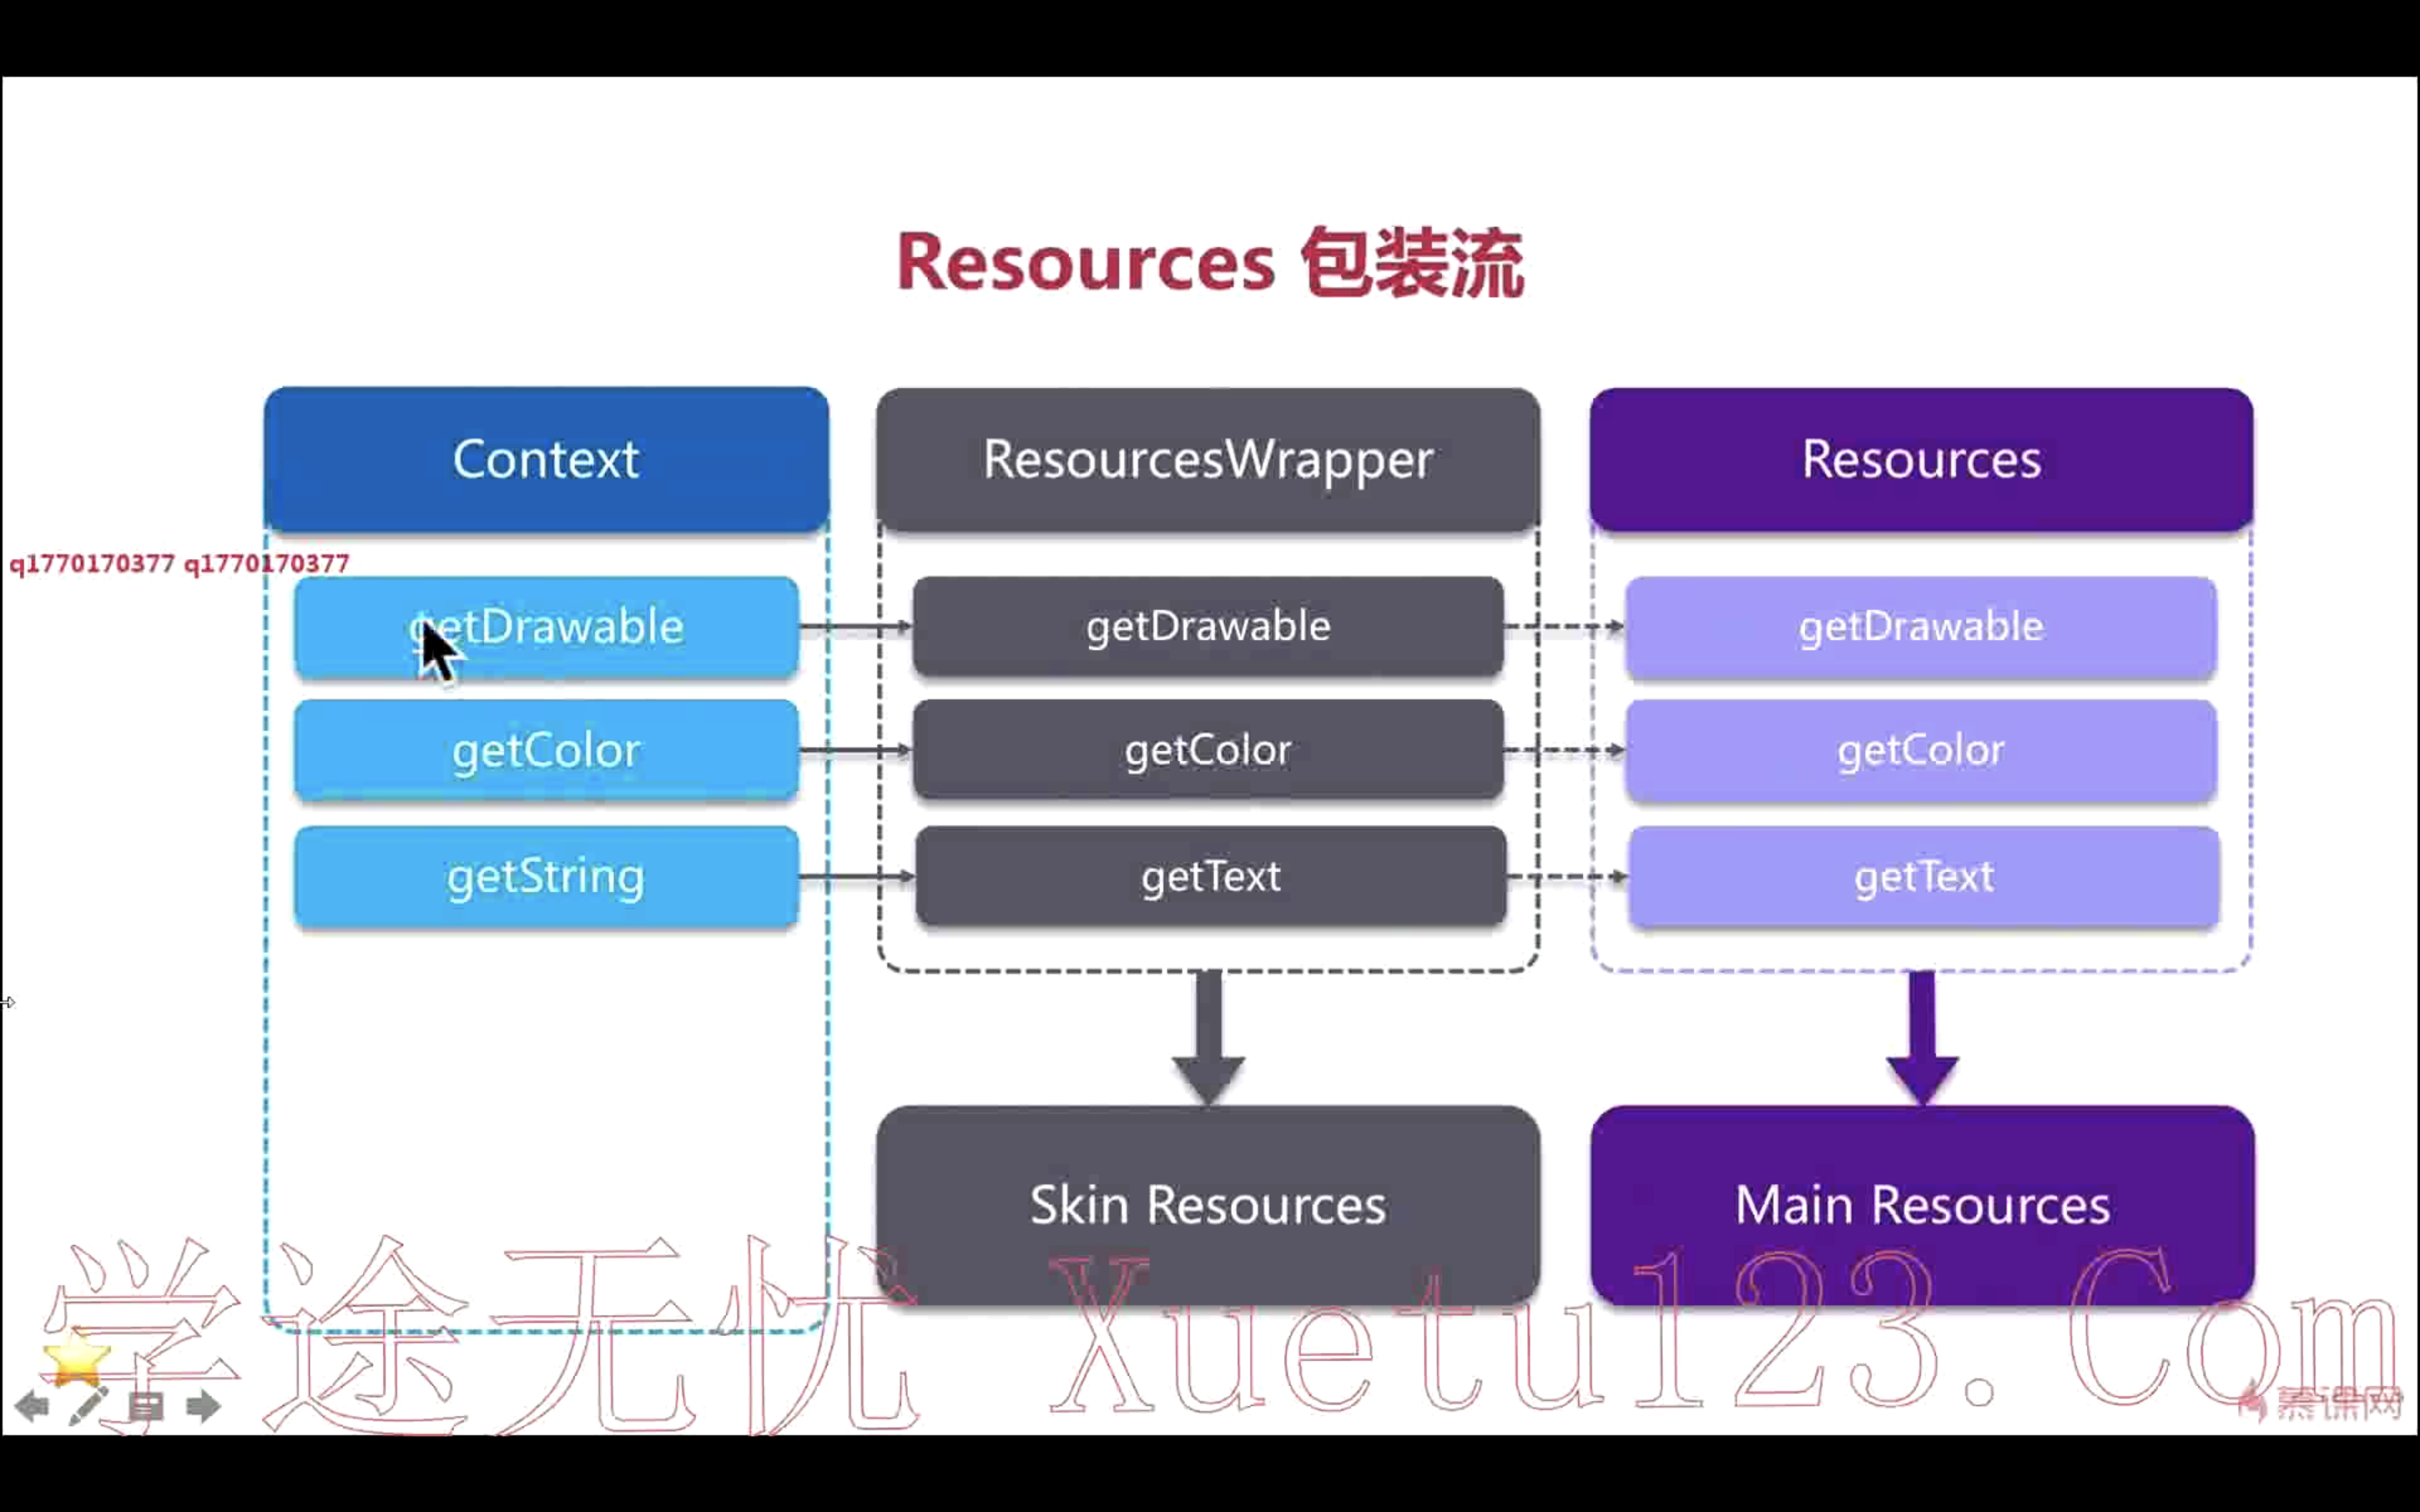 Resources 包装流
Context
ResourcesWrapper
Resources
q1770170377 q1770170377
getDrawable
getDrawable
getDrawable
getColor
getColor
getColor
getString
getText
getText
Skin Resources
Main Resources
学途无忧 Xuetu123.Com
慕课网